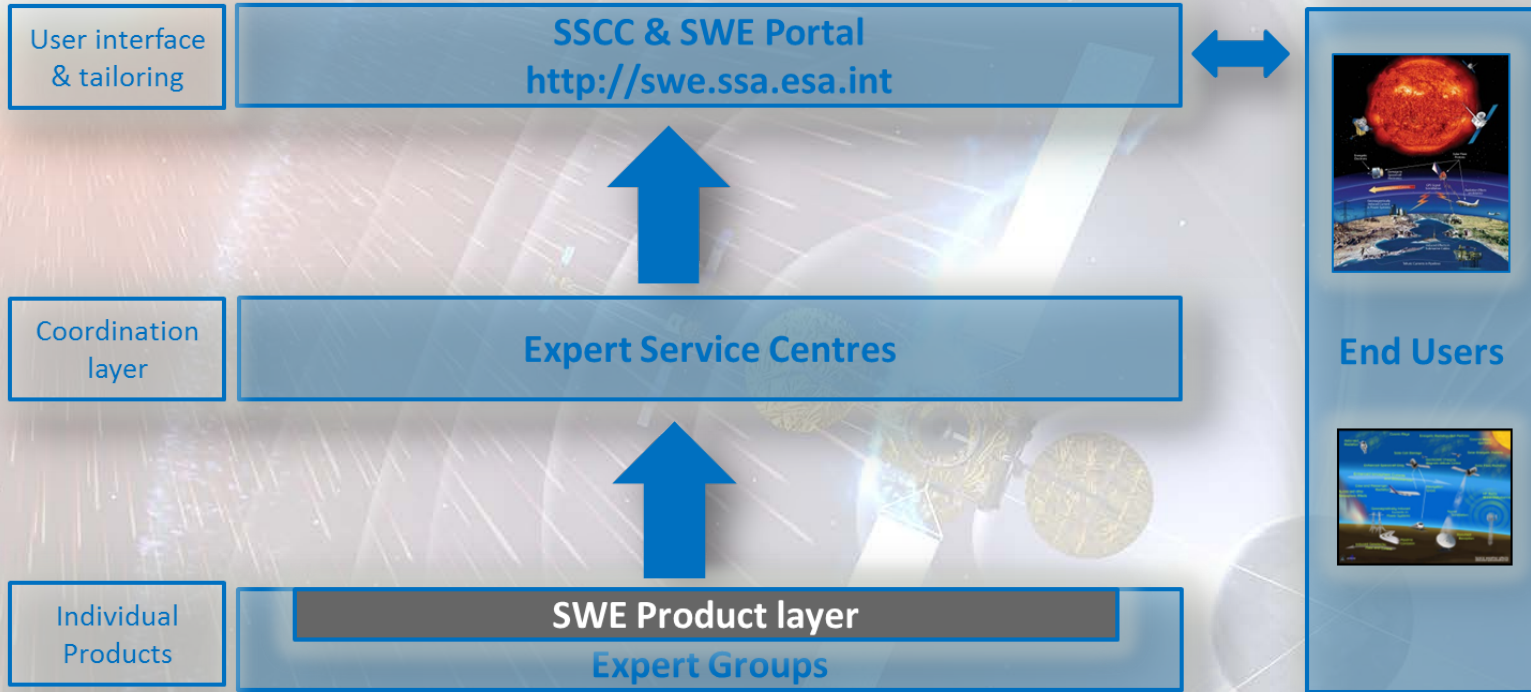 User interface
& tailoring
SSCC & SWE Portal
http://swe.ssa.esa.int
Coordination
layer
Expert Service Centres
End Users
Individual
Products
SWE Product layer
Expert Groups